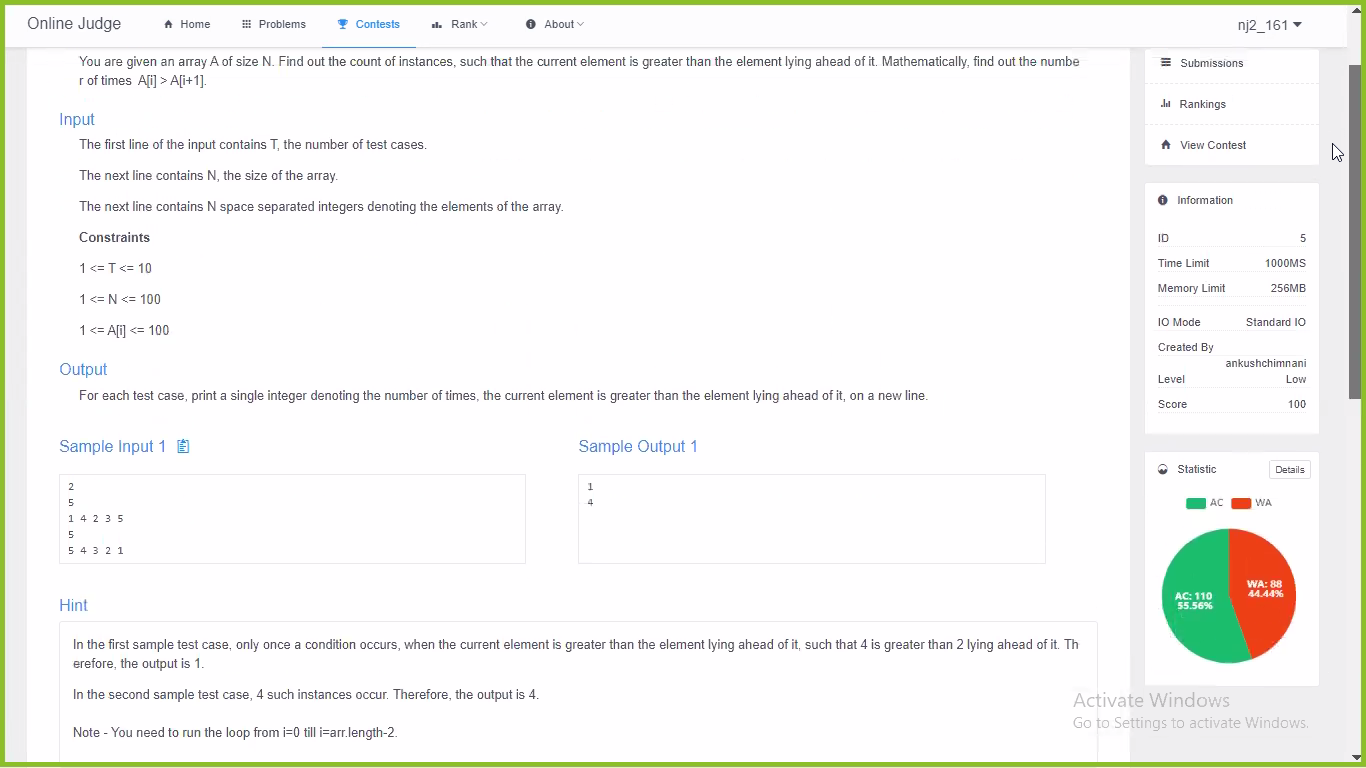 Online Judge
Home
Problems
Contests
Rank
About
nj2_161
You are given an array A of size N. Find out the count of instances, such that the current element is greater than the element lying ahead of it. Mathematically, find out the numbe
r of times  A[i] > A[i+1].
Input
The first line of the input contains T, the number of test cases.
The next line contains N, the size of the array.
The next line contains N space separated integers denoting the elements of the array.
Constraints
1 <= T <= 10
1 <= N <= 100
1 <= A[i] <= 100
Output
For each test case, print a single integer denoting the number of times, the current element is greater than the element lying ahead of it, on a new line.
Sample Input 1
2
5
1 4 2 3 5
5
5 4 3 2 1
Sample Output 1
1
4
Hint
In the first sample test case, only once a condition occurs, when the current element is greater than the element lying ahead of it, such that 4 is greater than 2 lying ahead of it. Th
erefore, the output is 1.
In the second sample test case, 4 such instances occur. Therefore, the output is 4.
Note - You need to run the loop from i=0 till i=arr.length-2.
Submissions
Rankings
View Contest
Information
ID 5
Time Limit 1000MS
Memory Limit 256MB
IO Mode Standard IO
Created By
ankushchimnani
Level Low
Score 100
Statistic Details
AC WA
WA: 88
44.44%
AC: 110
55.56%
Activate Windows
Go to Settings to activate Windows.